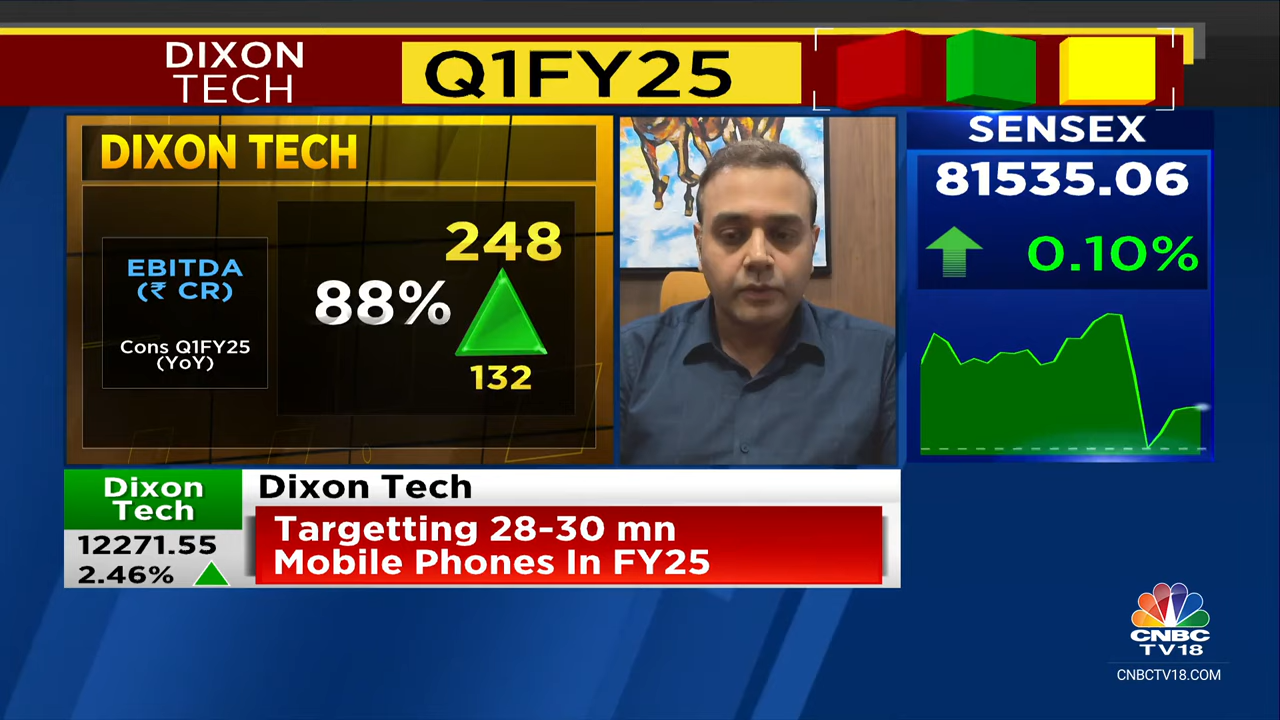 DIXON
TECH
Q1FY25
DIXON TECH
EBITDA
(₹ CR)
Cons Q1FY25
(YoY)
88%
248
132
SENSEX
81535.06
0.10%
Dixon
Tech
12271.55
2.46%
Dixon Tech
Targetting 28-30 mn
Mobile Phones In FY25
CNBC
TV18
CNBCTV18.COM